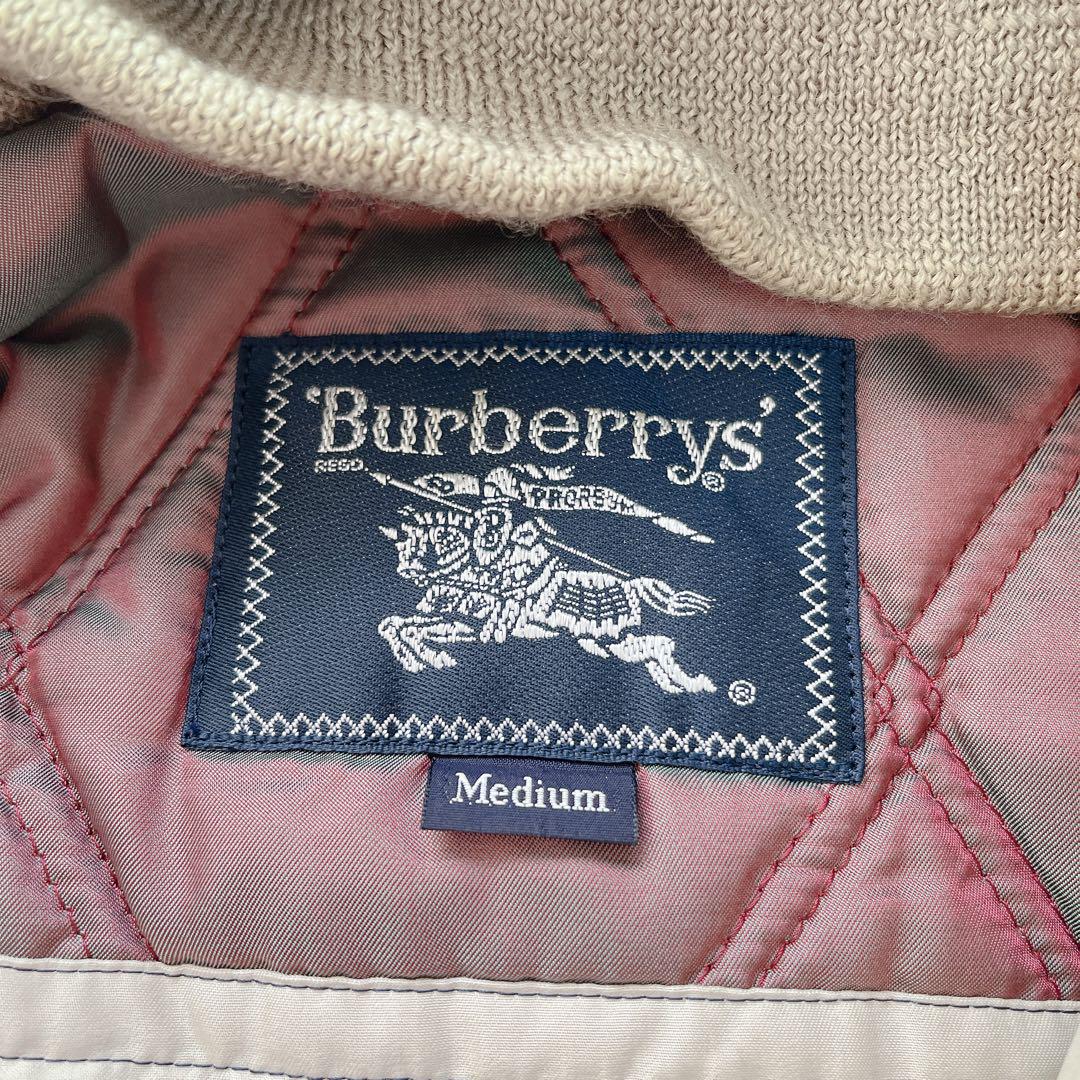 'Burberrys'
REGD
®
PRORSUM
®
Medium